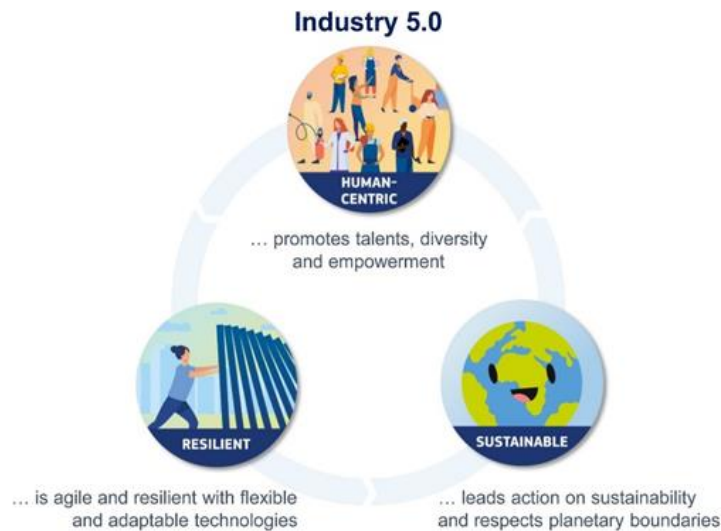 Industry 5.0
HUMAN-
CENTRIC
... promotes talents, diversity
and empowerment
RESILIENT
... is agile and resilient with flexible
and adaptable technologies
SUSTAINABLE
... leads action on sustainability
and respects planetary boundaries